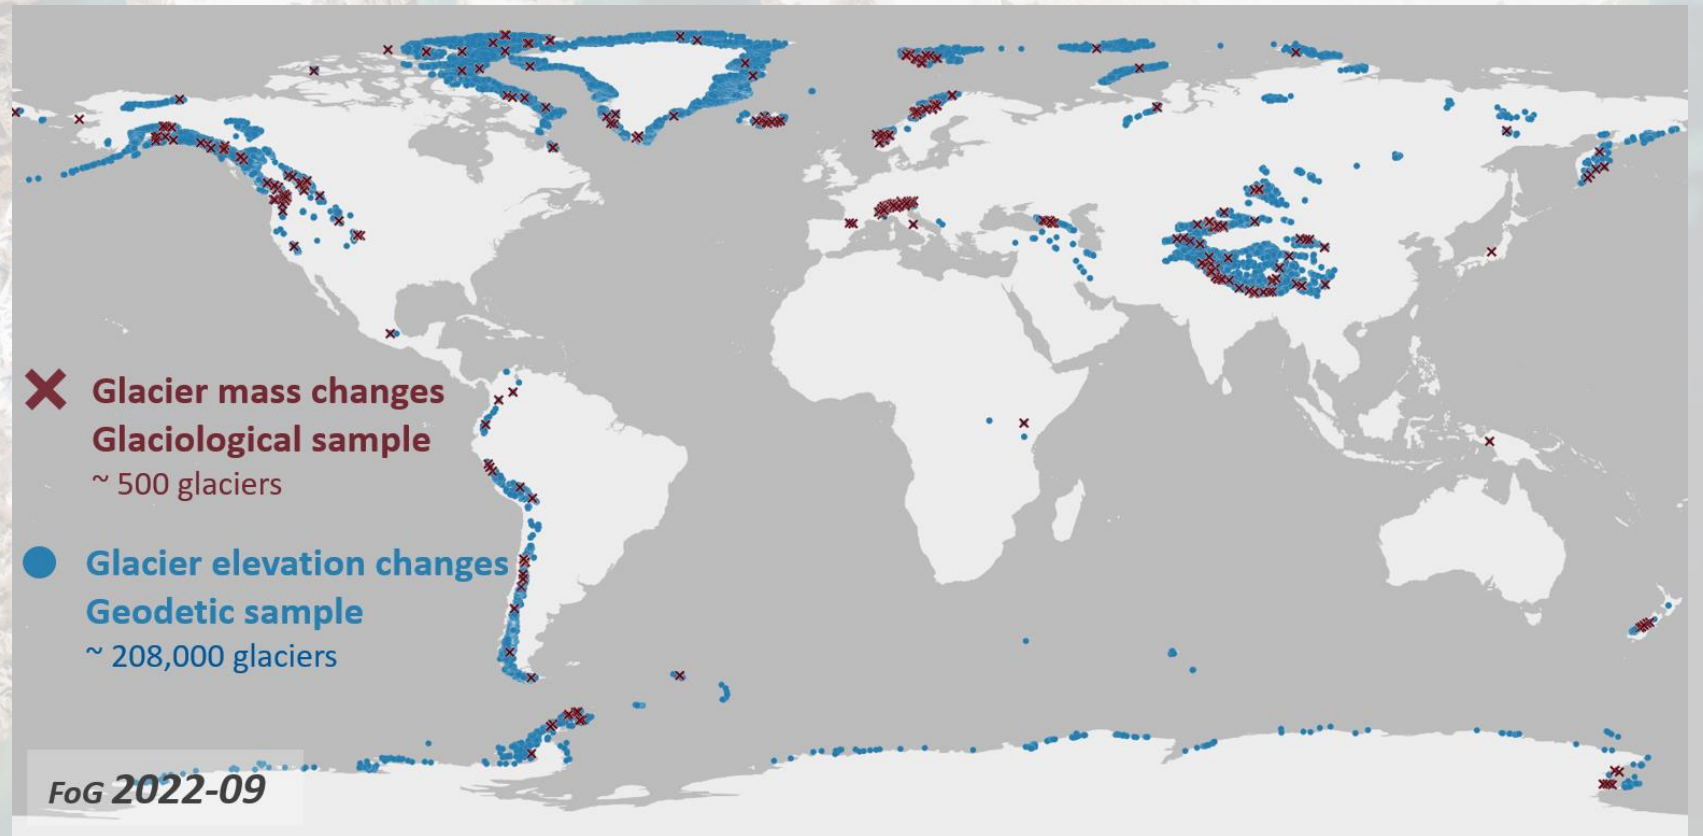 Glacier mass changes
Glaciological sample
~ 500 glaciers
Glacier elevation changes
Geodetic sample
~ 208,000 glaciers
FoG 2022-09